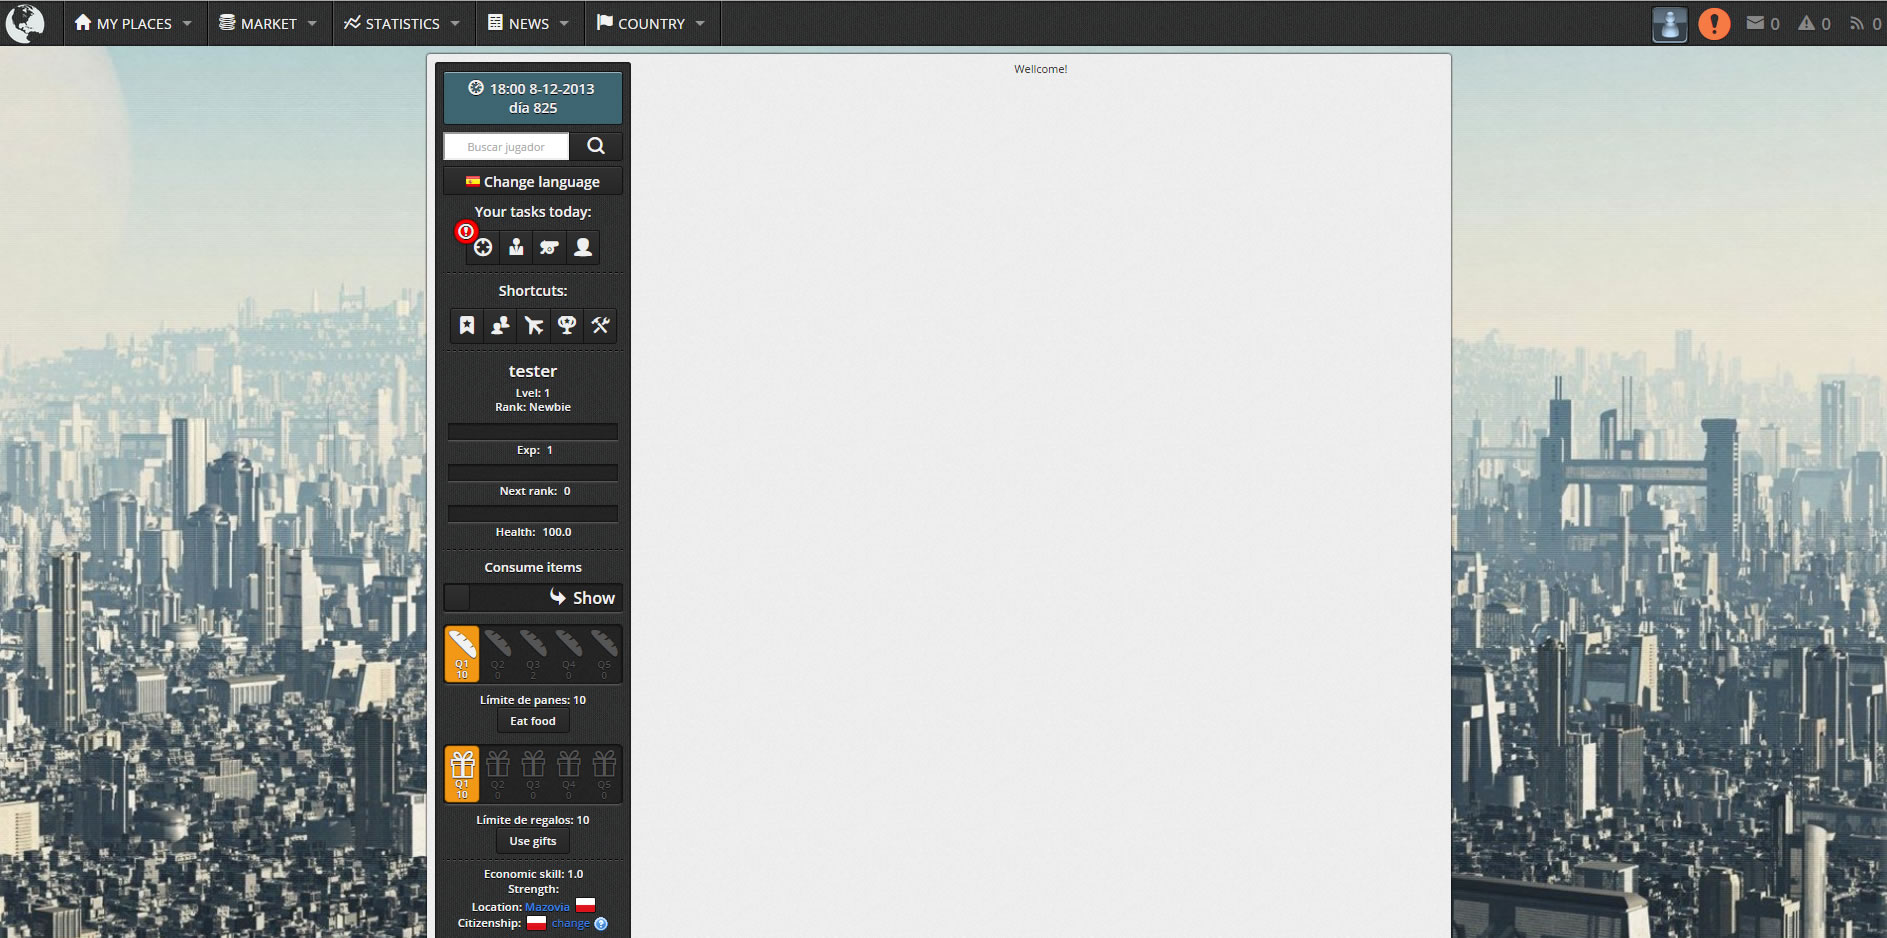 MY PLACES
MARKET
STATISTICS
NEWS
COUNTRY
0
0
0
Wellcome!
18:00 8-12-2013
día 825
Buscar jugador
Change language
Your tasks today:
Shortcuts:
tester
Lvel: 1
Rank: Newbie
Exp: 1
Next rank: 0
Health: 100.0
Consume items
Show
Q1 Q2 Q3 Q4 Q5
10 0 2 0 0
Límite de panes: 10
Eat food
Q1 Q2 Q3 Q4 Q5
10 0 0 0 0
Límite de regalos: 10
Use gifts
Economic skill: 1.0
Strength:
Location: Mazovia
Citizenship: change ?